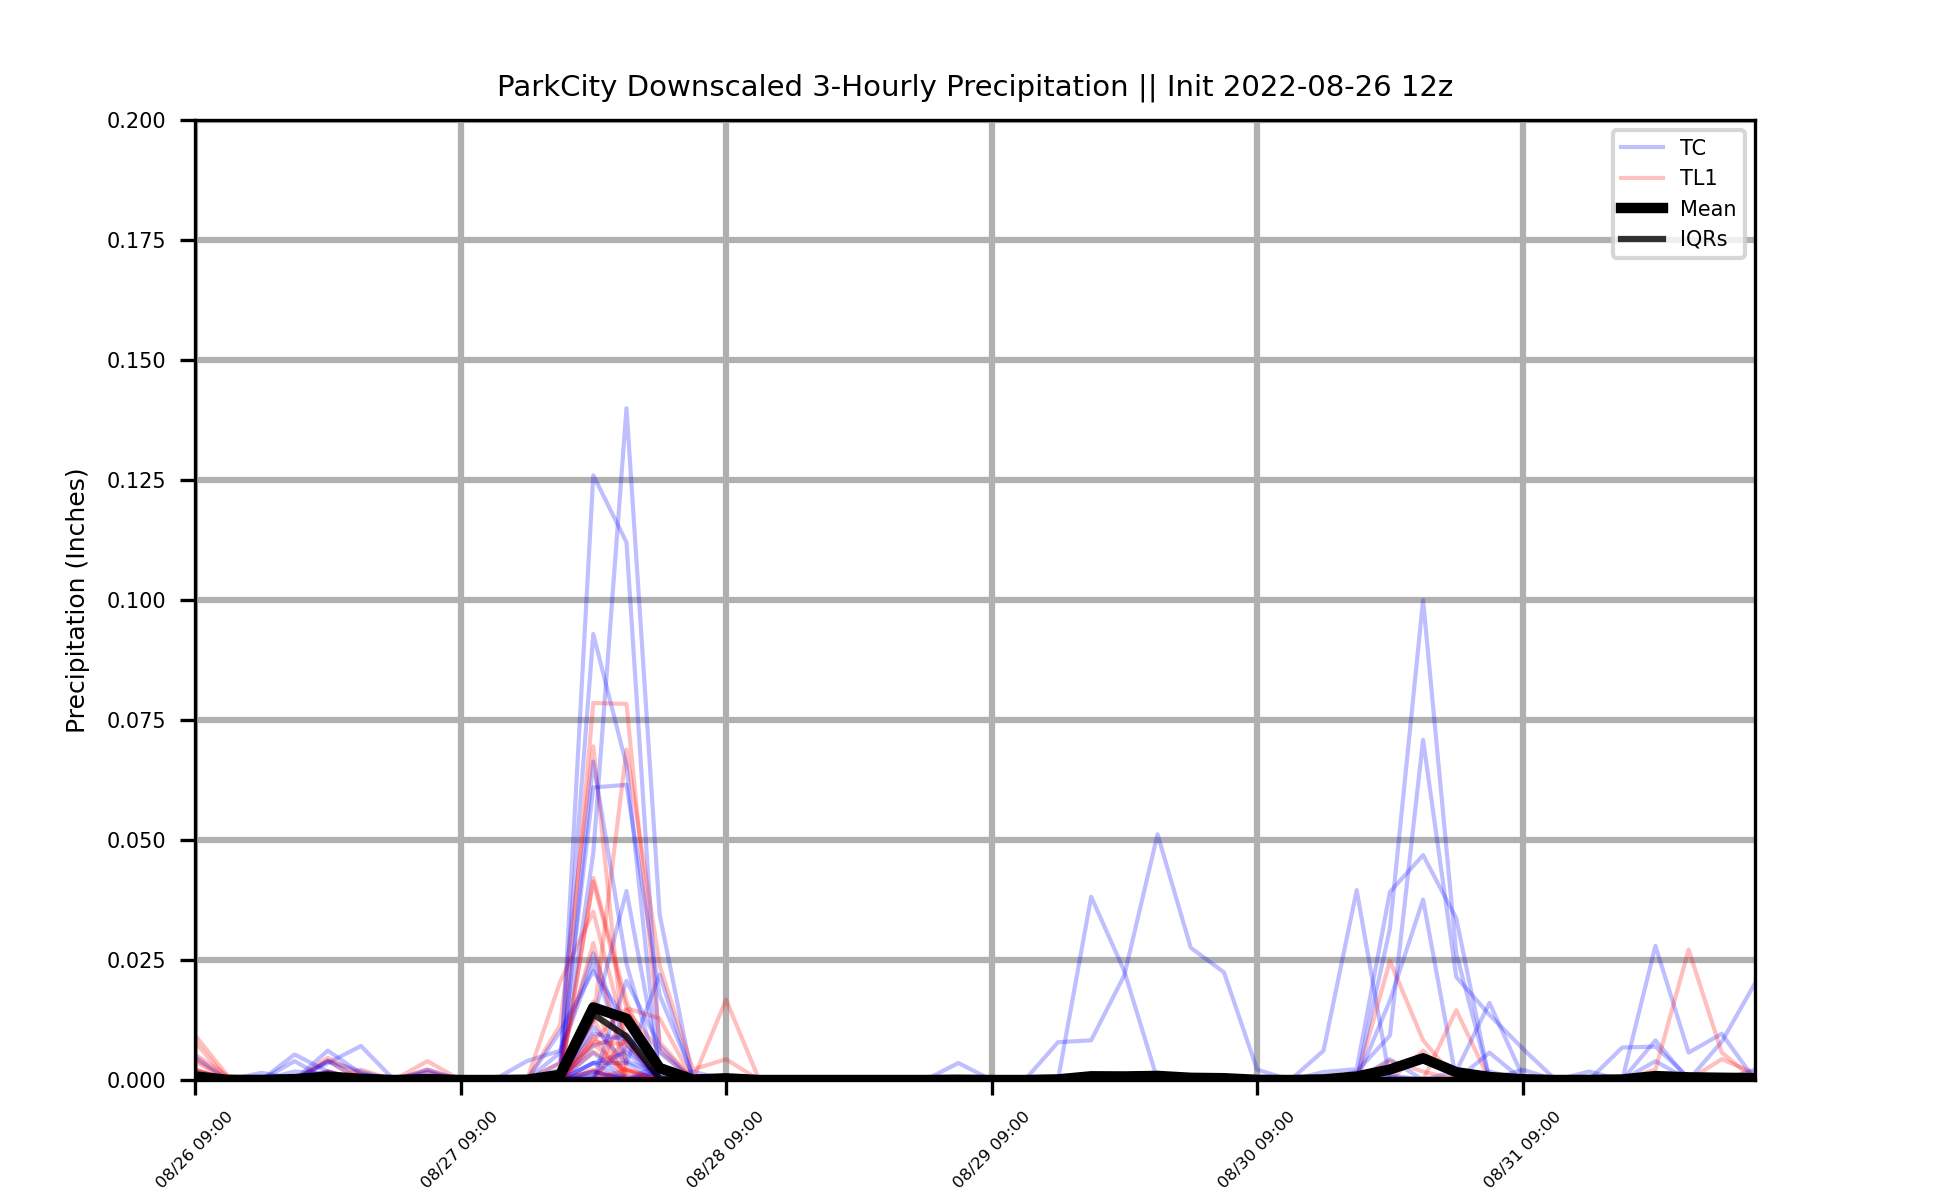 ParkCity Downscaled 3-Hourly Precipitation || Init 2022-08-26 12z
Precipitation (Inches)
0.200
0.175
0.150
0.125
0.100
0.075
0.050
0.025
0.000
TC
TL1
Mean
IQRs
08/26 09:00
08/27 09:00
08/28 09:00
08/29 09:00
08/30 09:00
08/31 09:00